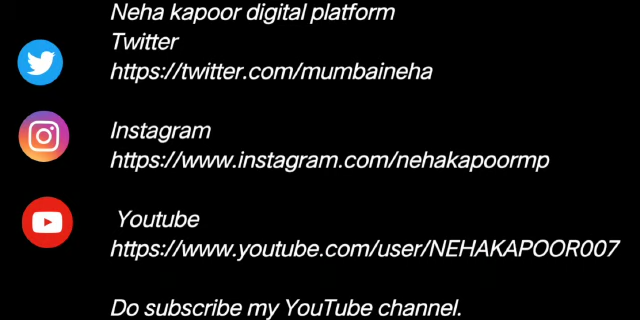 Neha kapoor digital platform
Twitter
https://twitter.com/mumbaineha
Instagram
https://www.instagram.com/nehakapoormp
Youtube
https://www.youtube.com/user/NEHAKAPOOR007
Do subscribe my YouTube channel.